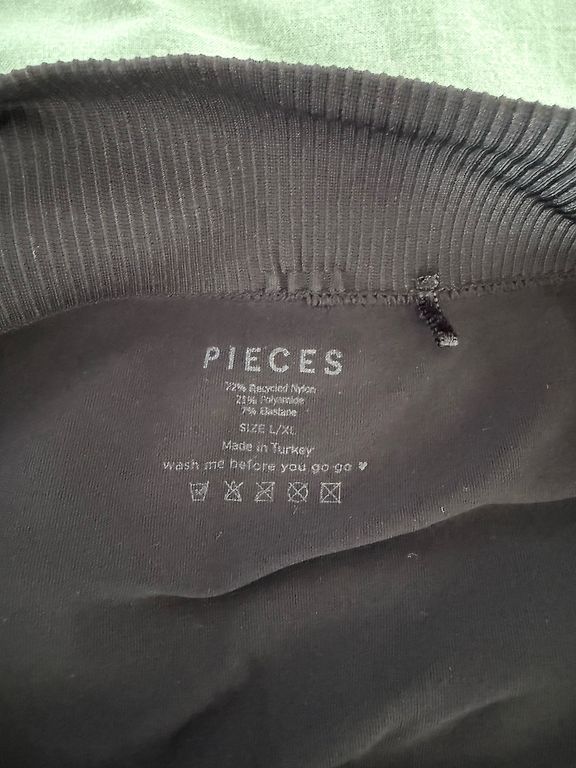 PIECES
72% Recycled Nylon
21% Polyamide
7% Elastane
SIZE L/XL
Made in Turkey
wash me before you go-go ♥